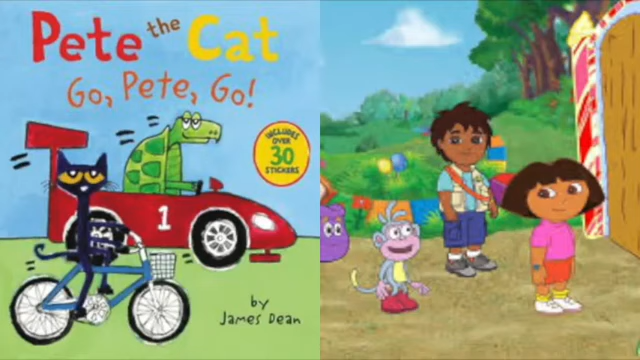 Pete the Cat
Go, Pete, Go!
INCLUDES
OVER
30
STICKERS
1
by
James Dean